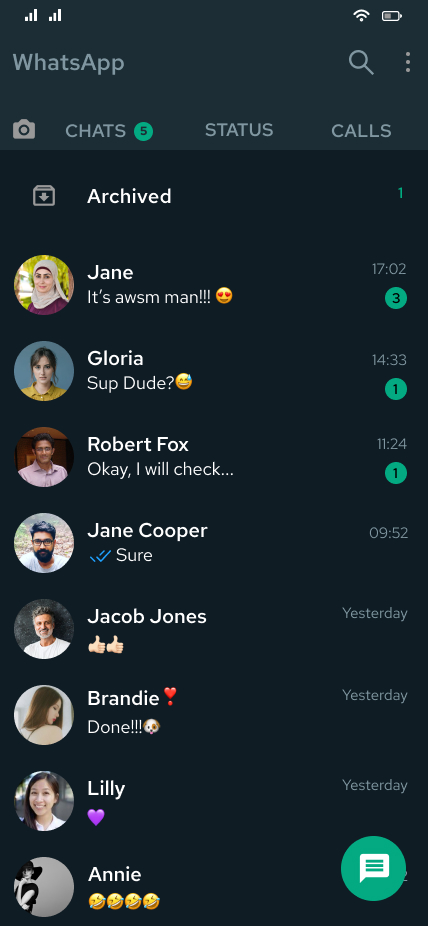 WhatsApp
CHATS 5 STATUS CALLS
Archived 1
Jane 17:02
It's awsm man!!! 😍 3
Gloria 14:33
Sup Dude?😅 1
Robert Fox 11:24
Okay, I will check... 1
Jane Cooper 09:52
Sure
Jacob Jones Yesterday
👍🏻👍🏻
Brandie❣️ Yesterday
Done!!!🐶
Lilly Yesterday
💜
Annie
🤣🤣🤣🤣